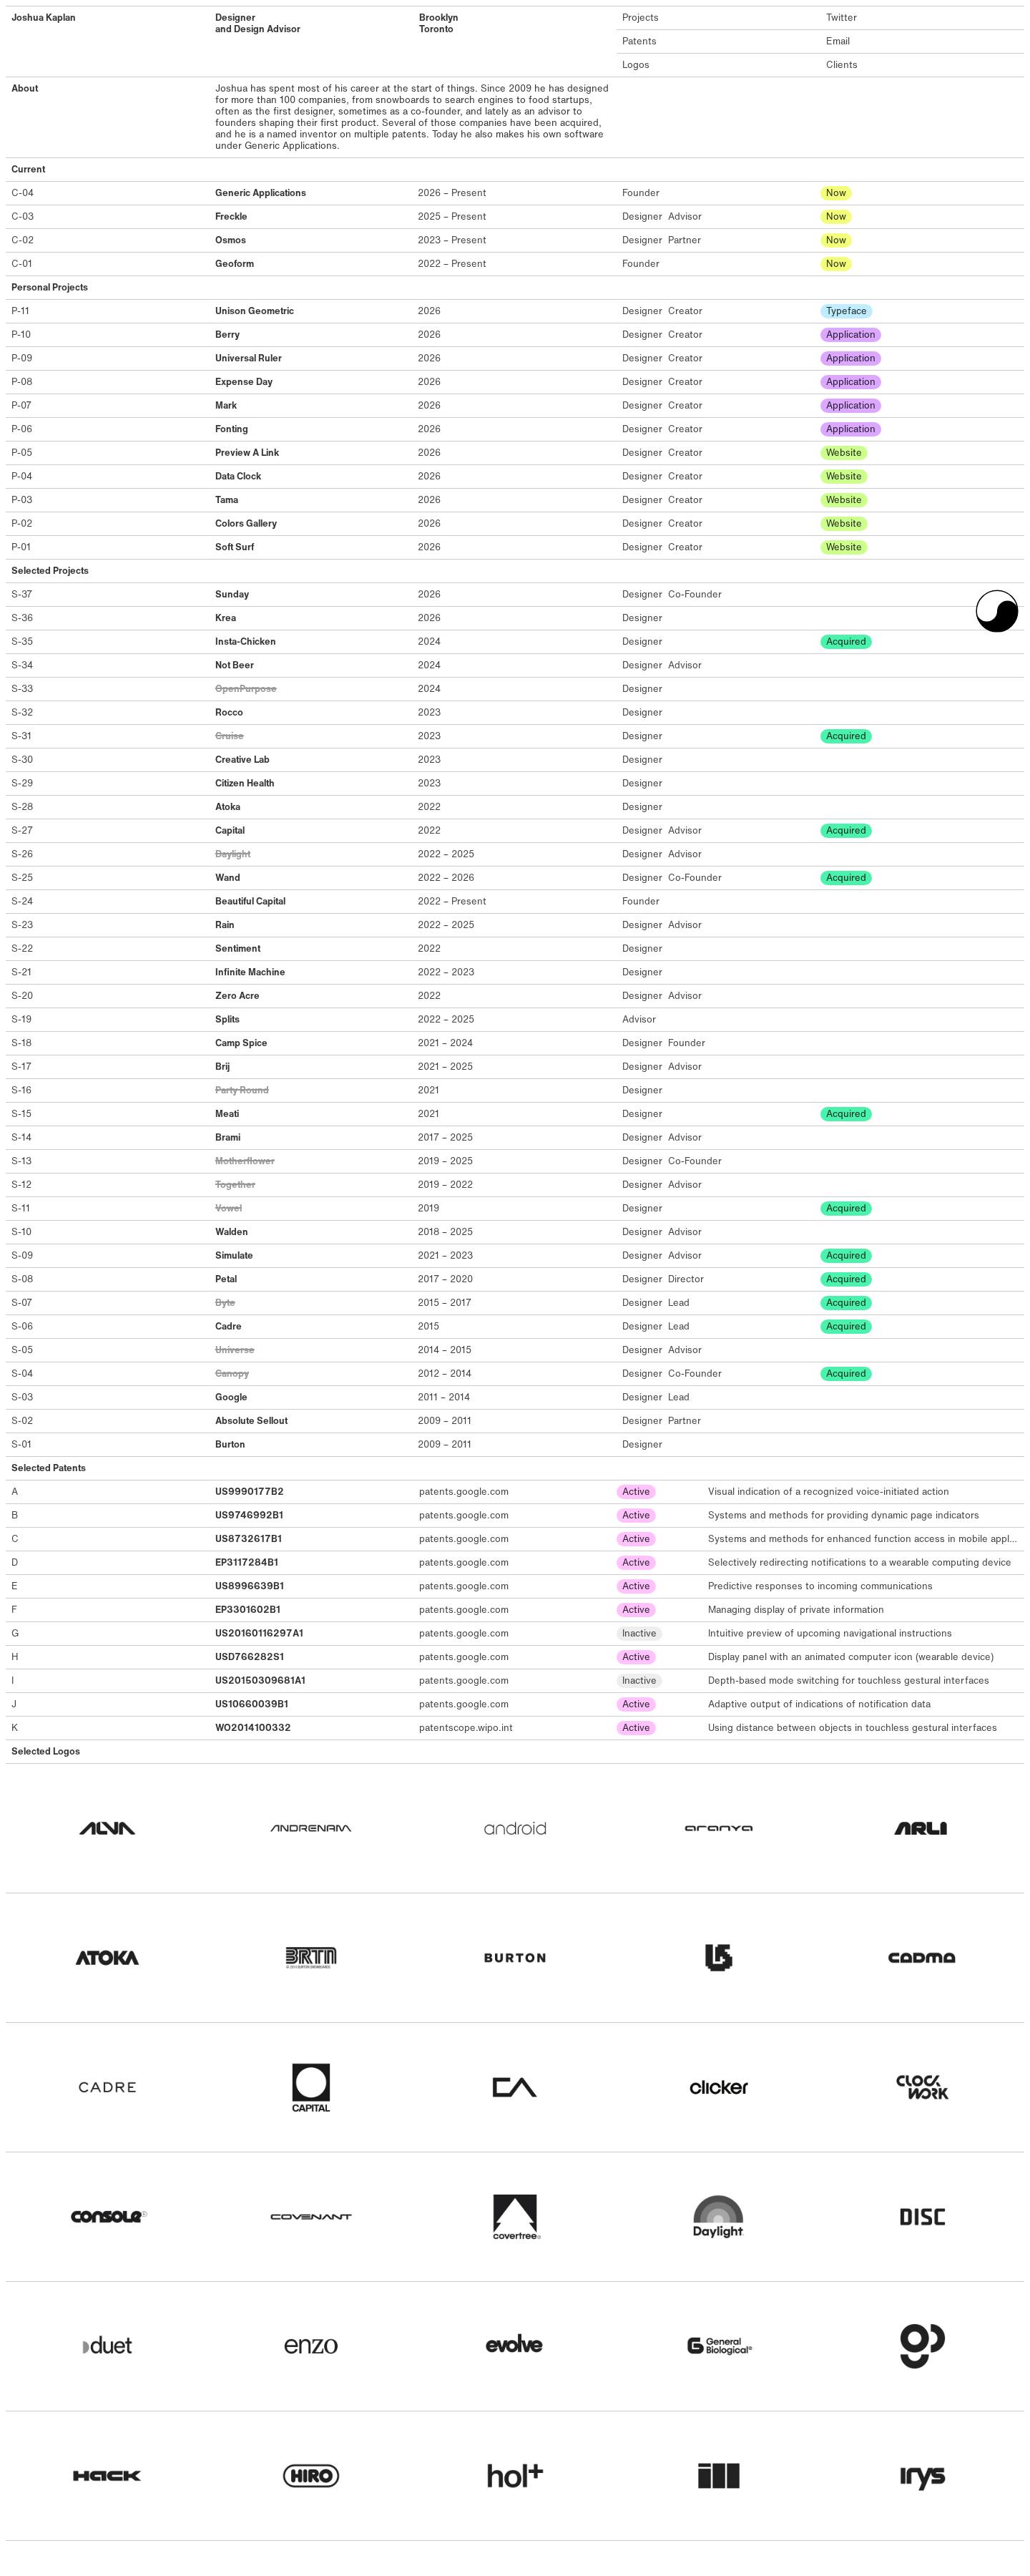 Joshua Kaplan Designer Brooklyn Projects Twitter
and Design Advisor Toronto
Patents Email
Logos Clients
About Joshua has spent most of his career at the start of things. Since 2009 he has designed
for more than 100 companies, from snowboards to search engines to food startups,
often as the first designer, sometimes as a co-founder, and lately as an advisor to
founders shaping their first product. Several of those companies have been acquired,
and he is a named inventor on multiple patents. Today he also makes his own software
under Generic Applications.
Current
C-04 Generic Applications 2026 – Present Founder Now
C-03 Freckle 2025 – Present Designer Advisor Now
C-02 Osmos 2023 – Present Designer Partner Now
C-01 Geoform 2022 – Present Founder Now
Personal Projects
P-11 Unison Geometric 2026 Designer Creator Typeface
P-10 Berry 2026 Designer Creator Application
P-09 Universal Ruler 2026 Designer Creator Application
P-08 Expense Day 2026 Designer Creator Application
P-07 Mark 2026 Designer Creator Application
P-06 Fonting 2026 Designer Creator Application
P-05 Preview A Link 2026 Designer Creator Website
P-04 Data Clock 2026 Designer Creator Website
P-03 Tama 2026 Designer Creator Website
P-02 Colors Gallery 2026 Designer Creator Website
P-01 Soft Surf 2026 Designer Creator Website
Selected Projects
S-37 Sunday 2026 Designer Co-Founder
S-36 Krea 2026 Designer
S-35 Insta-Chicken 2024 Designer Acquired
S-34 Not Beer 2024 Designer Advisor
S-33 OpenPurpose 2024 Designer
S-32 Rocco 2023 Designer
S-31 Cruise 2023 Designer Acquired
S-30 Creative Lab 2023 Designer
S-29 Citizen Health 2023 Designer
S-28 Atoka 2022 Designer
S-27 Capital 2022 Designer Advisor Acquired
S-26 Daylight 2022 – 2025 Designer Advisor
S-25 Wand 2022 – 2026 Designer Co-Founder Acquired
S-24 Beautiful Capital 2022 – Present Founder
S-23 Rain 2022 – 2025 Designer Advisor
S-22 Sentiment 2022 Designer
S-21 Infinite Machine 2022 – 2023 Designer
S-20 Zero Acre 2022 Designer Advisor
S-19 Splits 2022 – 2025 Advisor
S-18 Camp Spice 2021 – 2024 Designer Founder
S-17 Brij 2021 – 2025 Designer Advisor
S-16 Party Round 2021 Designer
S-15 Meati 2021 Designer Acquired
S-14 Brami 2017 – 2025 Designer Advisor
S-13 Motherflower 2019 – 2025 Designer Co-Founder
S-12 Together 2019 – 2022 Designer Advisor
S-11 Vowel 2019 Designer Acquired
S-10 Walden 2018 – 2025 Designer Advisor
S-09 Simulate 2021 – 2023 Designer Advisor Acquired
S-08 Petal 2017 – 2020 Designer Director Acquired
S-07 Byte 2015 – 2017 Designer Lead Acquired
S-06 Cadre 2015 Designer Lead Acquired
S-05 Universe 2014 – 2015 Designer Advisor
S-04 Canopy 2012 – 2014 Designer Co-Founder Acquired
S-03 Google 2011 – 2014 Designer Lead
S-02 Absolute Sellout 2009 – 2011 Designer Partner
S-01 Burton 2009 – 2011 Designer
Selected Patents
A US9990177B2 patents.google.com Active Visual indication of a recognized voice-initiated action
B US9746992B1 patents.google.com Active Systems and methods for providing dynamic page indicators
C US8732617B1 patents.google.com Active Systems and methods for enhanced function access in mobile appl...
D EP3117284B1 patents.google.com Active Selectively redirecting notifications to a wearable computing device
E US8996639B1 patents.google.com Active Predictive responses to incoming communications
F EP3301602B1 patents.google.com Active Managing display of private information
G US20160116297A1 patents.google.com Inactive Intuitive preview of upcoming navigational instructions
H USD766282S1 patents.google.com Active Display panel with an animated computer icon (wearable device)
I US20150309681A1 patents.google.com Inactive Depth-based mode switching for touchless gestural interfaces
J US10660039B1 patents.google.com Active Adaptive output of indications of notification data
K WO2014100332 patentscope.wipo.int Active Using distance between objects in touchless gestural interfaces
Selected Logos
ALVA ANDRENAM android aranya ARLI
ATOKA BRTN BURTON CADMA
CADRE CAPITAL CA clicker CLOCK
WORK
CONSOLE COVENANT covertree Daylight DISC
duet enzo evolve General
Biological
HACK HIRO hol+ ill Irys